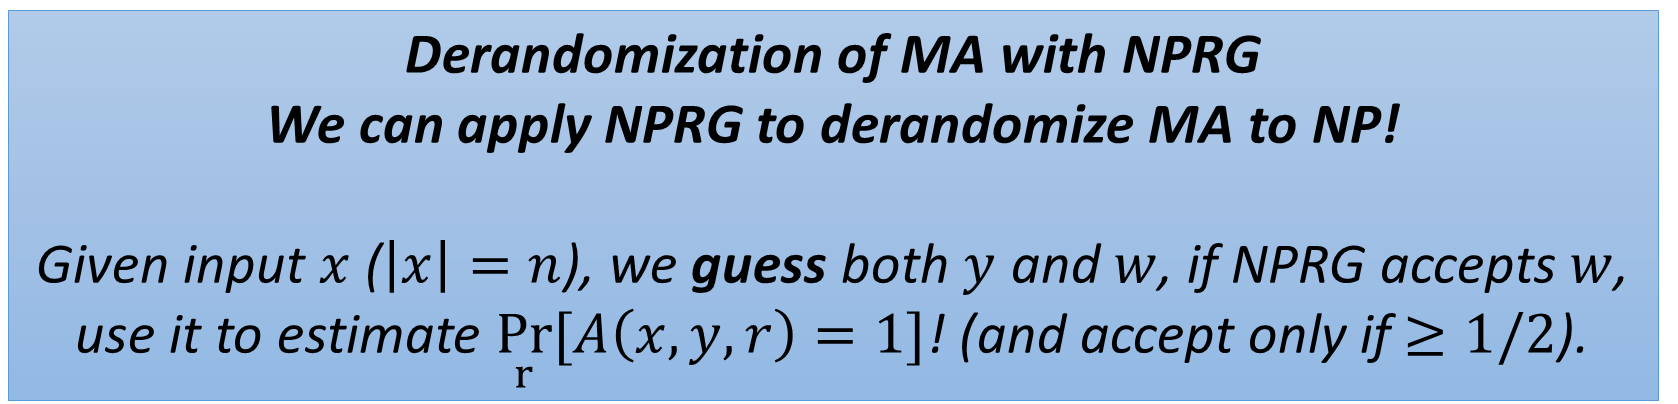 Derandomization of MA with NPRG
We can apply NPRG to derandomize MA to NP!
Given input x (|x| = n), we guess both y and w, if NPRG accepts w,
use it to estimate Pr_r[A(x, y, r) = 1]! (and accept only if ≥ 1/2).